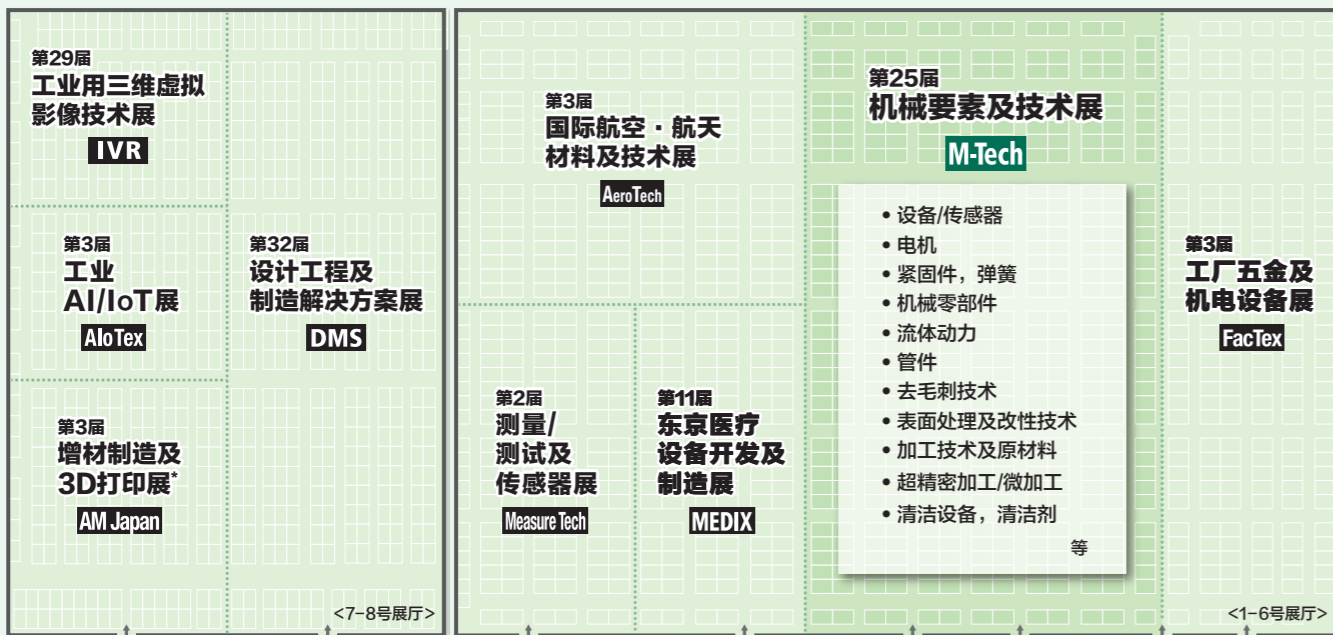 第29届
工业用三维虚拟
影像技术展
IVR
第3届
工业
AI/IoT展
AIoTex
第3届
增材制造及
3D打印展*
AM Japan
第32届
设计工程及
制造解决方案展
DMS
<7-8号展厅>
第3届
国际航空·航天
材料及技术展
AeroTech
第2届
测量/
测试及
传感器展
Measure Tech
第11届
东京医疗
设备开发及
制造展
MEDIX
第25届
机械要素及技术展
M-Tech
• 设备/传感器
• 电机
• 紧固件，弹簧
• 机械零部件
• 流体动力
• 管件
• 去毛刺技术
• 表面处理及改性技术
• 加工技术及原材料
• 超精密加工/微加工
• 清洁设备，清洁剂
等
第3届
工厂五金及
机电设备展
FacTex
<1-6号展厅>